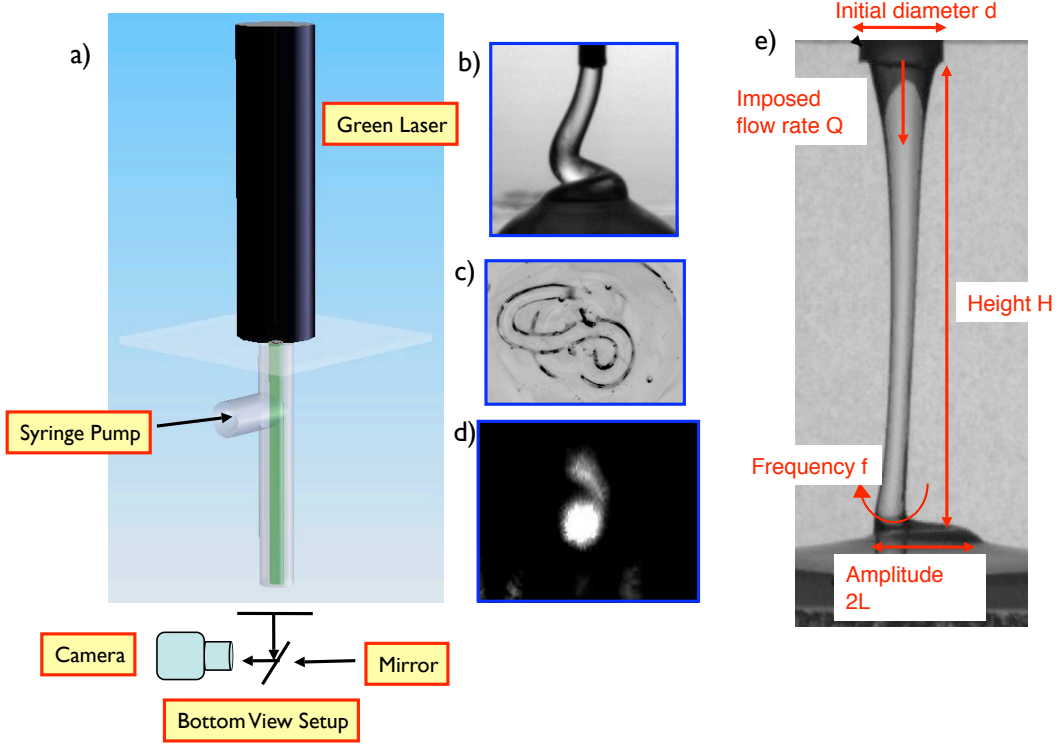 a)
Green Laser
Syringe Pump
Camera
Mirror
Bottom View Setup
b)
c)
d)
e)
Initial diameter d
Imposed
flow rate Q
Height H
Frequency f
Amplitude
2L